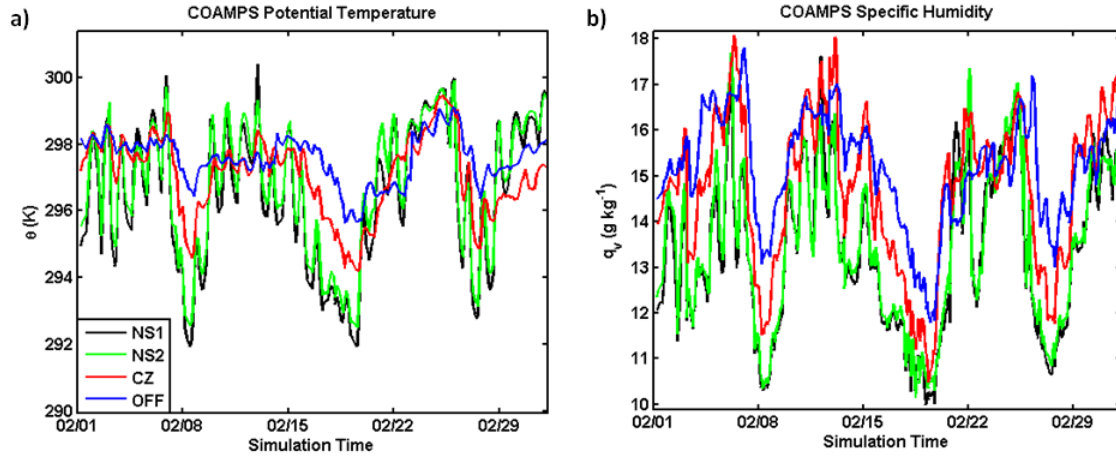 a)
COAMPS Potential Temperature
300
298
296
294
292
290
θ (K)
NS1
NS2
CZ
OFF
02/01
02/08
02/15
02/22
02/29
Simulation Time
b)
COAMPS Specific Humidity
18
17
16
15
14
13
12
11
10
qv (g kg-1)
02/01
02/08
02/15
02/22
02/29
Simulation Time